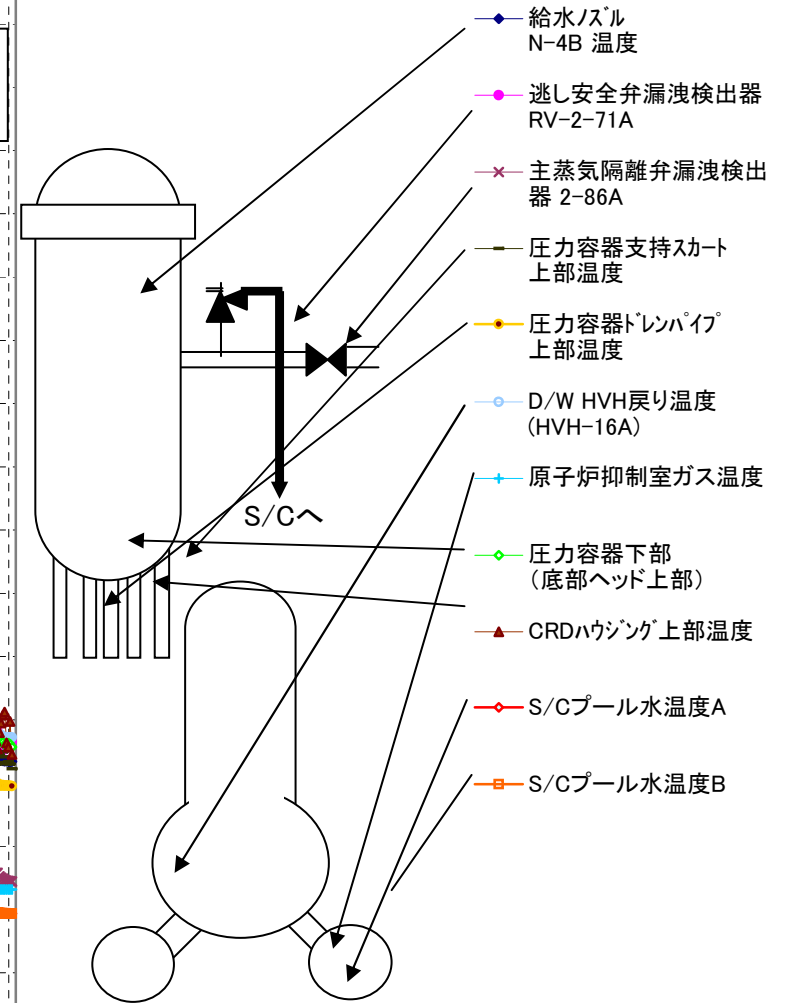 給水ﾉｽﾞﾙ
N-4B 温度
逃し安全弁漏洩検出器
RV-2-71A
主蒸気隔離弁漏洩検出
器 2-86A
圧力容器支持ｽｶｰﾄ
上部温度
圧力容器ﾄﾞﾚﾝﾊﾟｲﾌﾟ
上部温度
D/W HVH戻り温度
(HVH-16A)
原子炉抑制室ガス温度
S/Cへ
圧力容器下部
（底部ヘッド上部）
CRDﾊｳｼﾞﾝｸﾞ上部温度
S/Cプール水温度A
S/Cプール水温度B